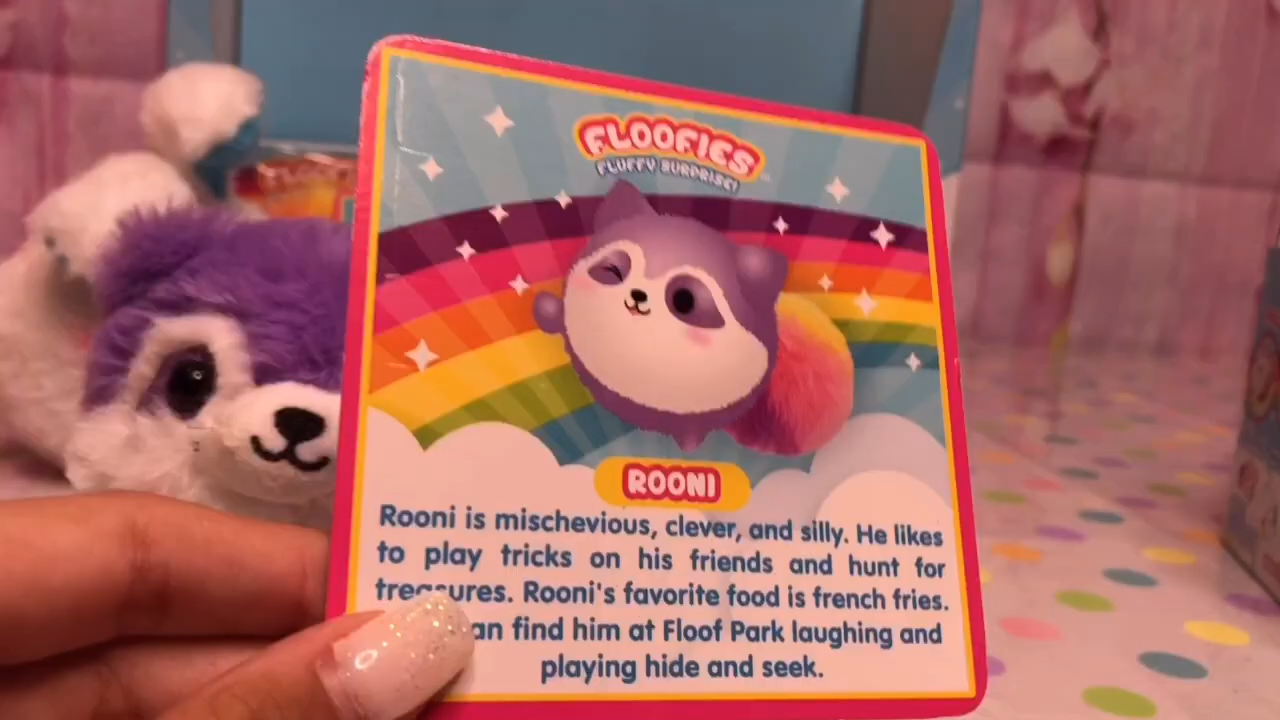 FLOOFIES
FLUFFY SURPRISE!
ROONI
Rooni is mischevious, clever, and silly. He likes
to play tricks on his friends and hunt for
treasures. Rooni's favorite food is french fries.
an find him at Floof Park laughing and
playing hide and seek.